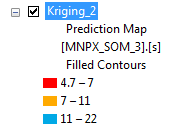 Kriging_2
Prediction Map
[MNPX_SOM_3].[s]
Filled Contours
4.7 – 7
7 – 11
11 – 22